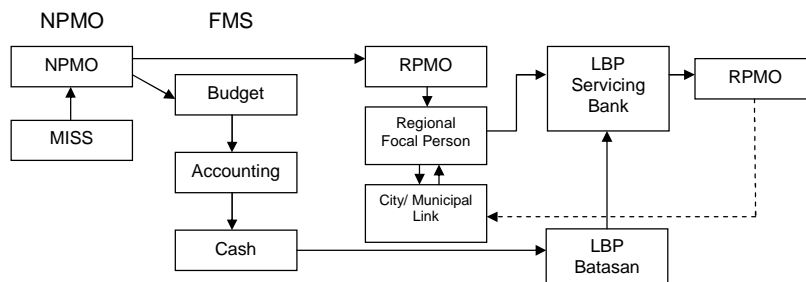 NPMO
FMS
NPMO
RPMO
LBP
Servicing
Bank
RPMO
Budget
MISS
Regional
Focal Person
Accounting
City/ Municipal
Link
Cash
LBP
Batasan